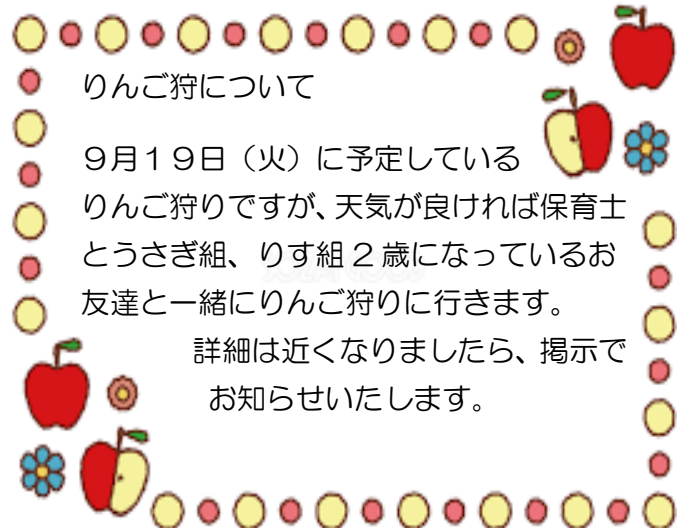 りんご狩について
９月１９日（火）に予定している
りんご狩りですが、天気が良ければ保育士
とうさぎ組、りす組２歳になっているお
友達と一緒にりんご狩りに行きます。
詳細は近くなりましたら、掲示で
お知らせいたします。